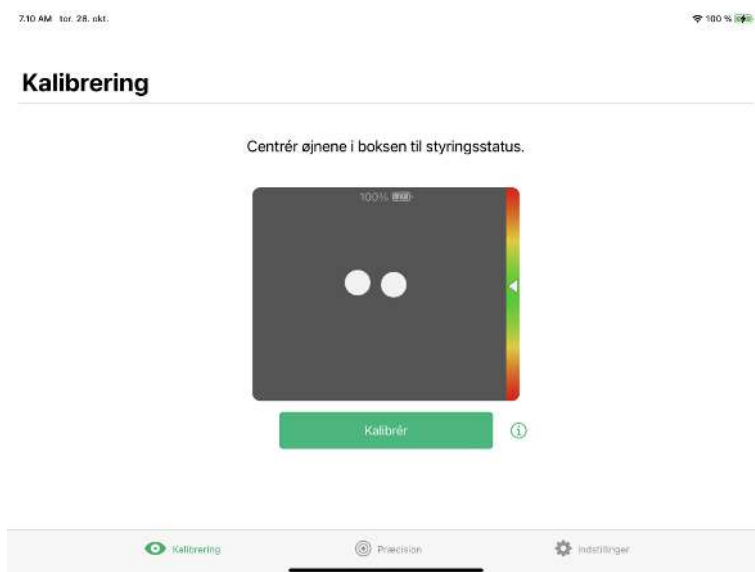 7.10 AM tor. 28. okt.
100 %
Kalibrering
Centrér øjnene i boksen til styringsstatus.
100%
Kalibrér
Kalibrering
Præcision
Indstillinger